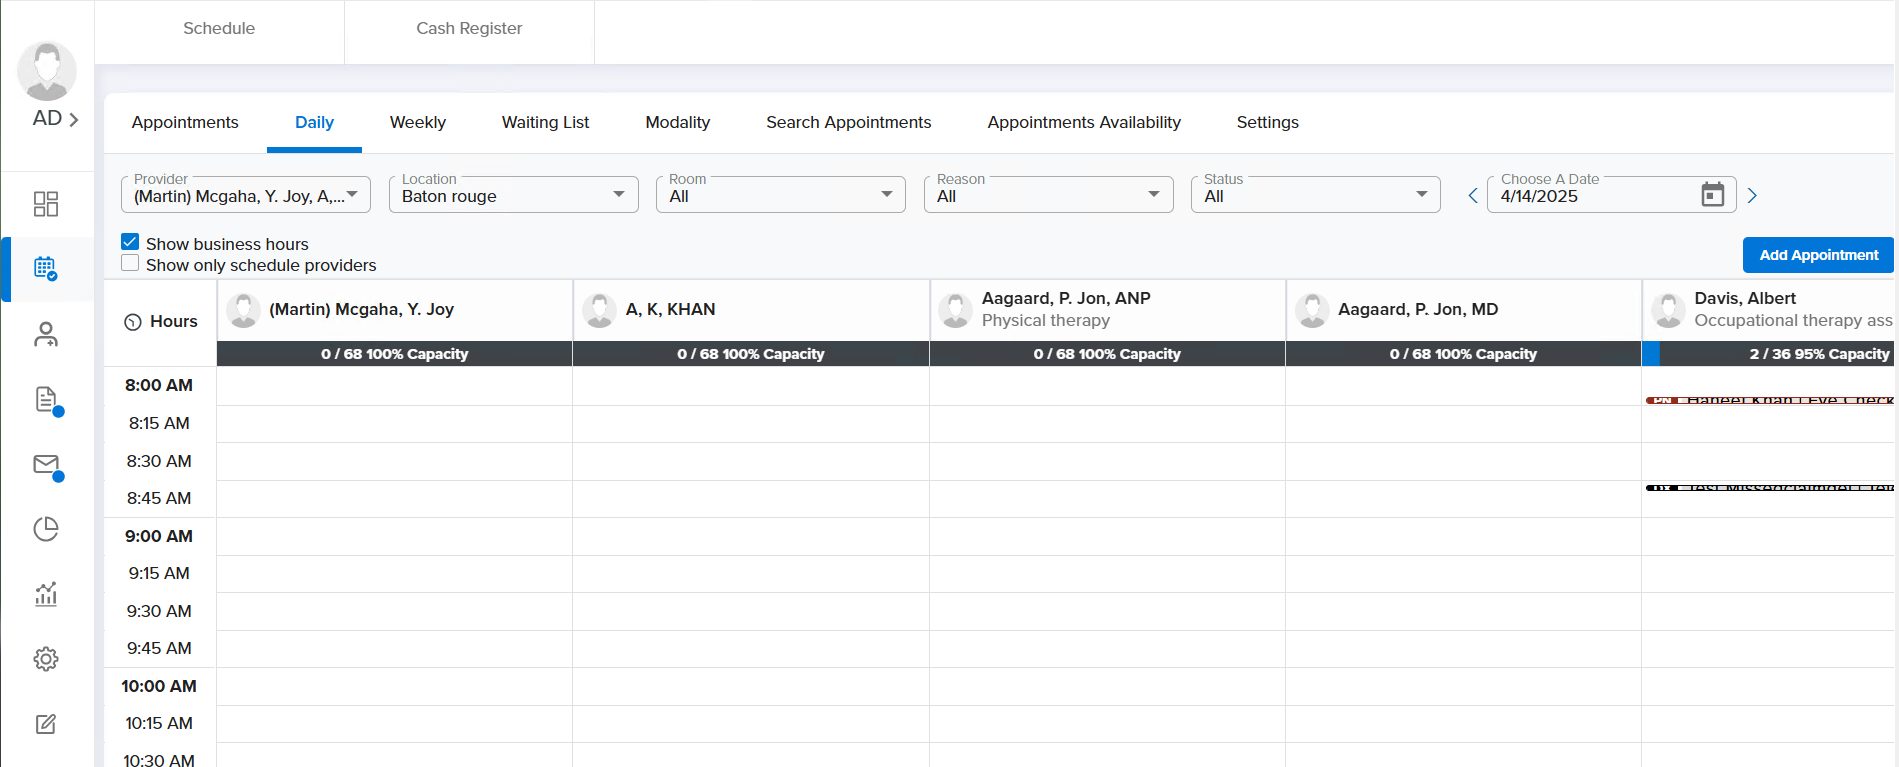 Schedule
Cash Register
AD
Appointments
Daily
Weekly
Waiting List
Modality
Search Appointments
Appointments Availability
Settings
Provider
(Martin) Mcgaha, Y. Joy, A,...
Location
Baton rouge
Room
All
Reason
All
Status
All
Choose A Date
4/14/2025
Show business hours
Show only schedule providers
Add Appointment
Hours
(Martin) Mcgaha, Y. Joy
A, K, KHAN
Aagaard, P. Jon, ANP
Physical therapy
Aagaard, P. Jon, MD
Davis, Albert
Occupational therapy ass
0 / 68 100% Capacity
0 / 68 100% Capacity
0 / 68 100% Capacity
0 / 68 100% Capacity
2 / 36 95% Capacity
8:00 AM
Khan | Eye Check
8:15 AM
8:30 AM
8:45 AM
Test
9:00 AM
9:15 AM
9:30 AM
9:45 AM
10:00 AM
10:15 AM
10:30 AM